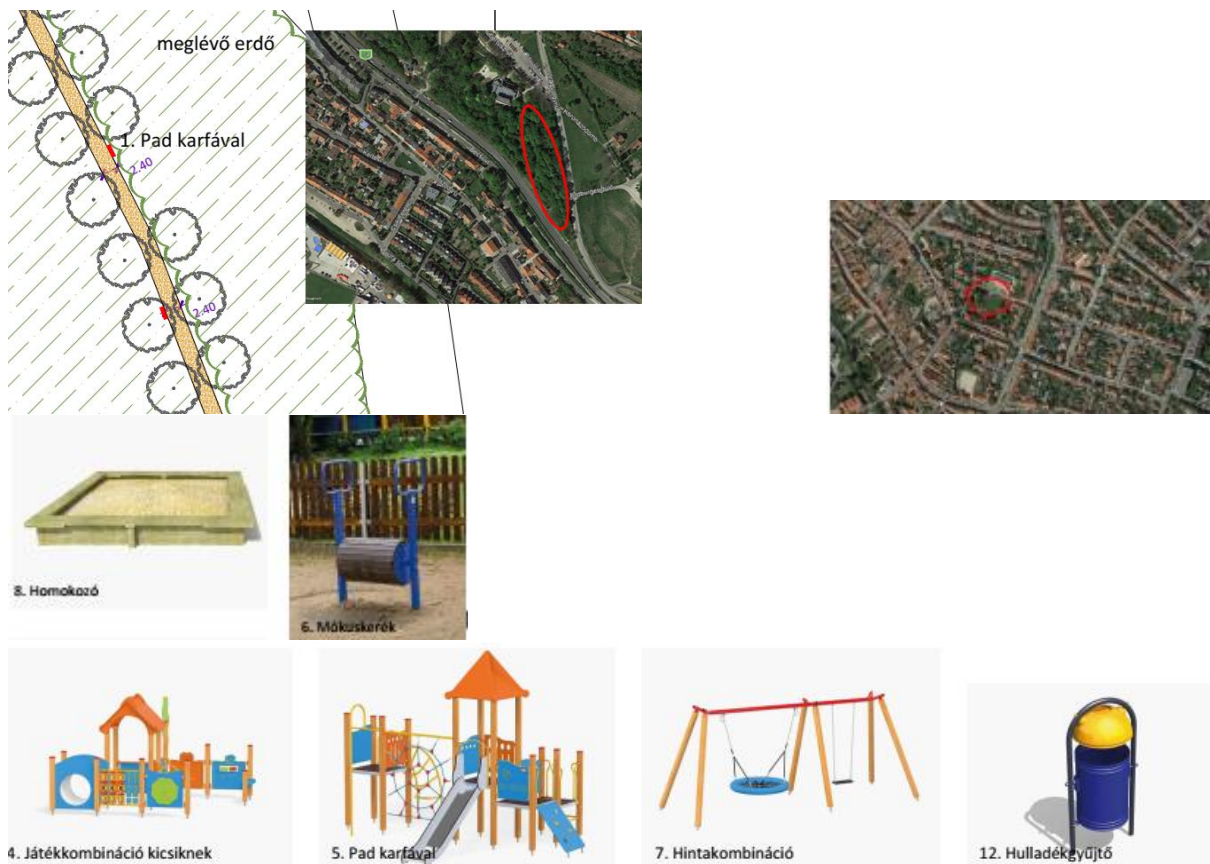 meglévő erdő
1. Pad karfával
2.40
2.40
8. Homokozó
6. Mókuskerék
4. Játékkombináció kicsiknek
5. Pad karfával
7. Hintakombináció
12. Hulladékgyűjtő